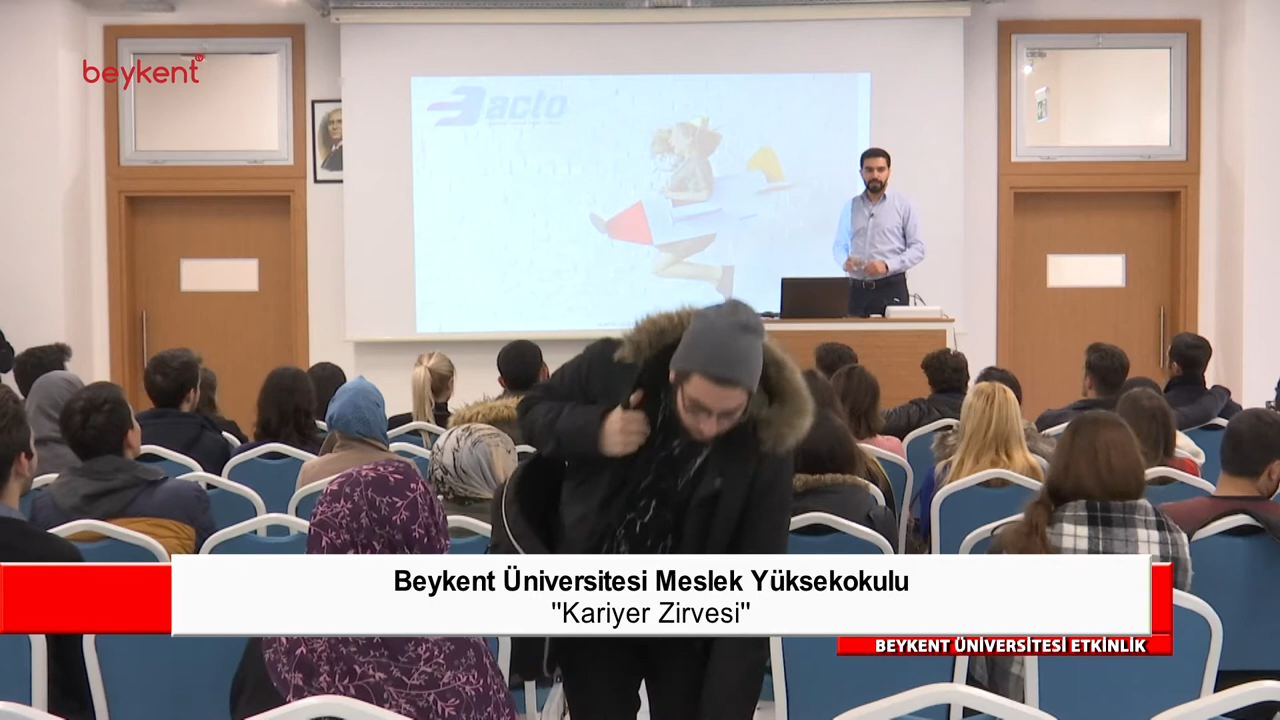 beykent
acto
Beykent Üniversitesi Meslek Yüksekokulu
"Kariyer Zirvesi"
BEYKENT ÜNİVERSİTESİ ETKİNLİK